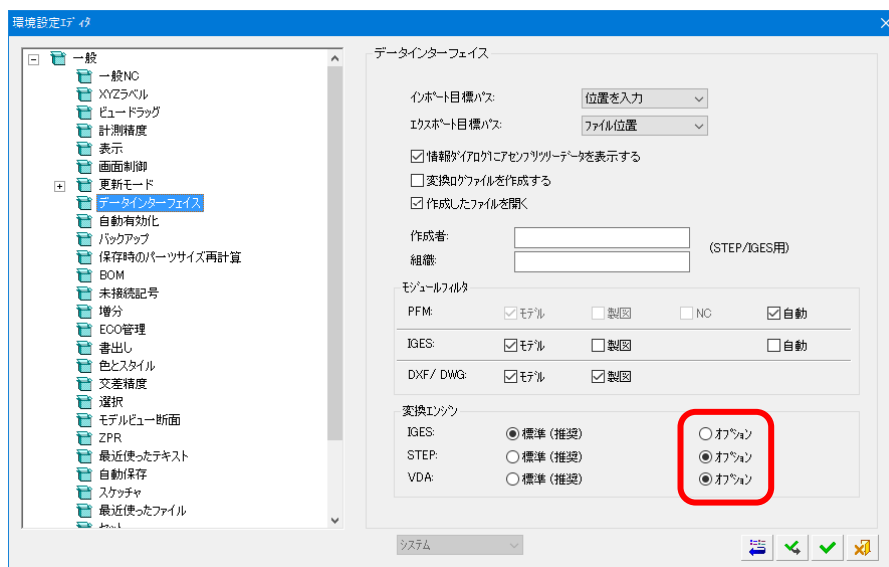 環境設定ｴﾃﾞｨﾀ
一般
一般NC
XYZﾗﾍﾞﾙ
ビュードラッグ
計測精度
表示
画面制御
更新モード
データインターフェイス
自動有効化
バックアップ
保存時のパーツサイズ再計算
BOM
未接続記号
増分
ECO管理
書出し
色とスタイル
交差精度
選択
モデルビュー断面
ZPR
最近使ったテキスト
自動保存
スケッチャ
最近使ったファイル
データインターフェイス
ｲﾝﾎﾟｰﾄ目標ﾊﾟｽ: 位置を入力
ｴｸｽﾎﾟｰﾄ目標ﾊﾟｽ: ﾌｧｲﾙ位置
情報ﾀﾞｲｱﾛｸﾞにｱｾﾝﾌﾞﾘﾂﾘｰﾃﾞｰﾀを表示する
変換ﾛｸﾞﾌｧｲﾙを作成する
作成したﾌｧｲﾙを開く
作成者:
組織:
(STEP/IGES用)
ﾓｼﾞｭｰﾙﾌｨﾙﾀ
PFM: ﾓﾃﾞﾙ 製図 NC 自動
IGES: ﾓﾃﾞﾙ 製図 自動
DXF/ DWG: ﾓﾃﾞﾙ 製図
変換ｴﾝｼﾞﾝ
IGES: 標準 (推奨) ｵﾌﾟｼｮﾝ
STEP: 標準 (推奨) ｵﾌﾟｼｮﾝ
VDA: 標準 (推奨) ｵﾌﾟｼｮﾝ
ｼｽﾃﾑ